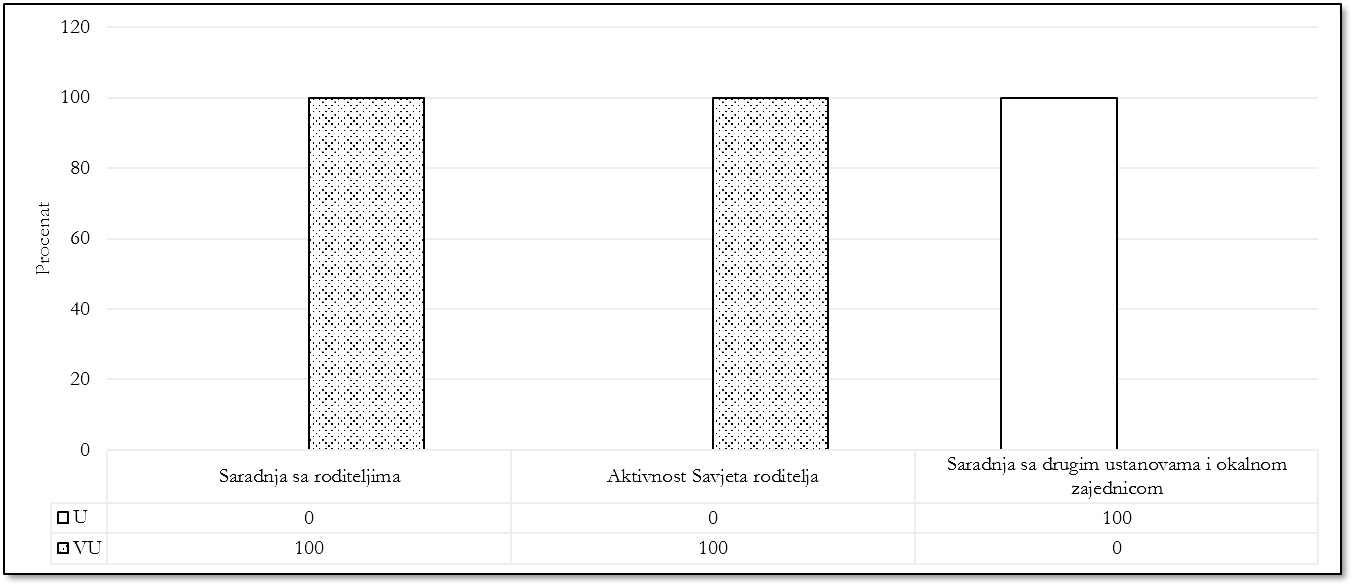 120
100
80
60
40
20
0
Procenat
Saradnja sa roditeljima
Aktivnost Savjeta roditelja
Saradnja sa drugim ustanovama i okalnom
zajednicom
U 0 0 100
VU 100 100 0